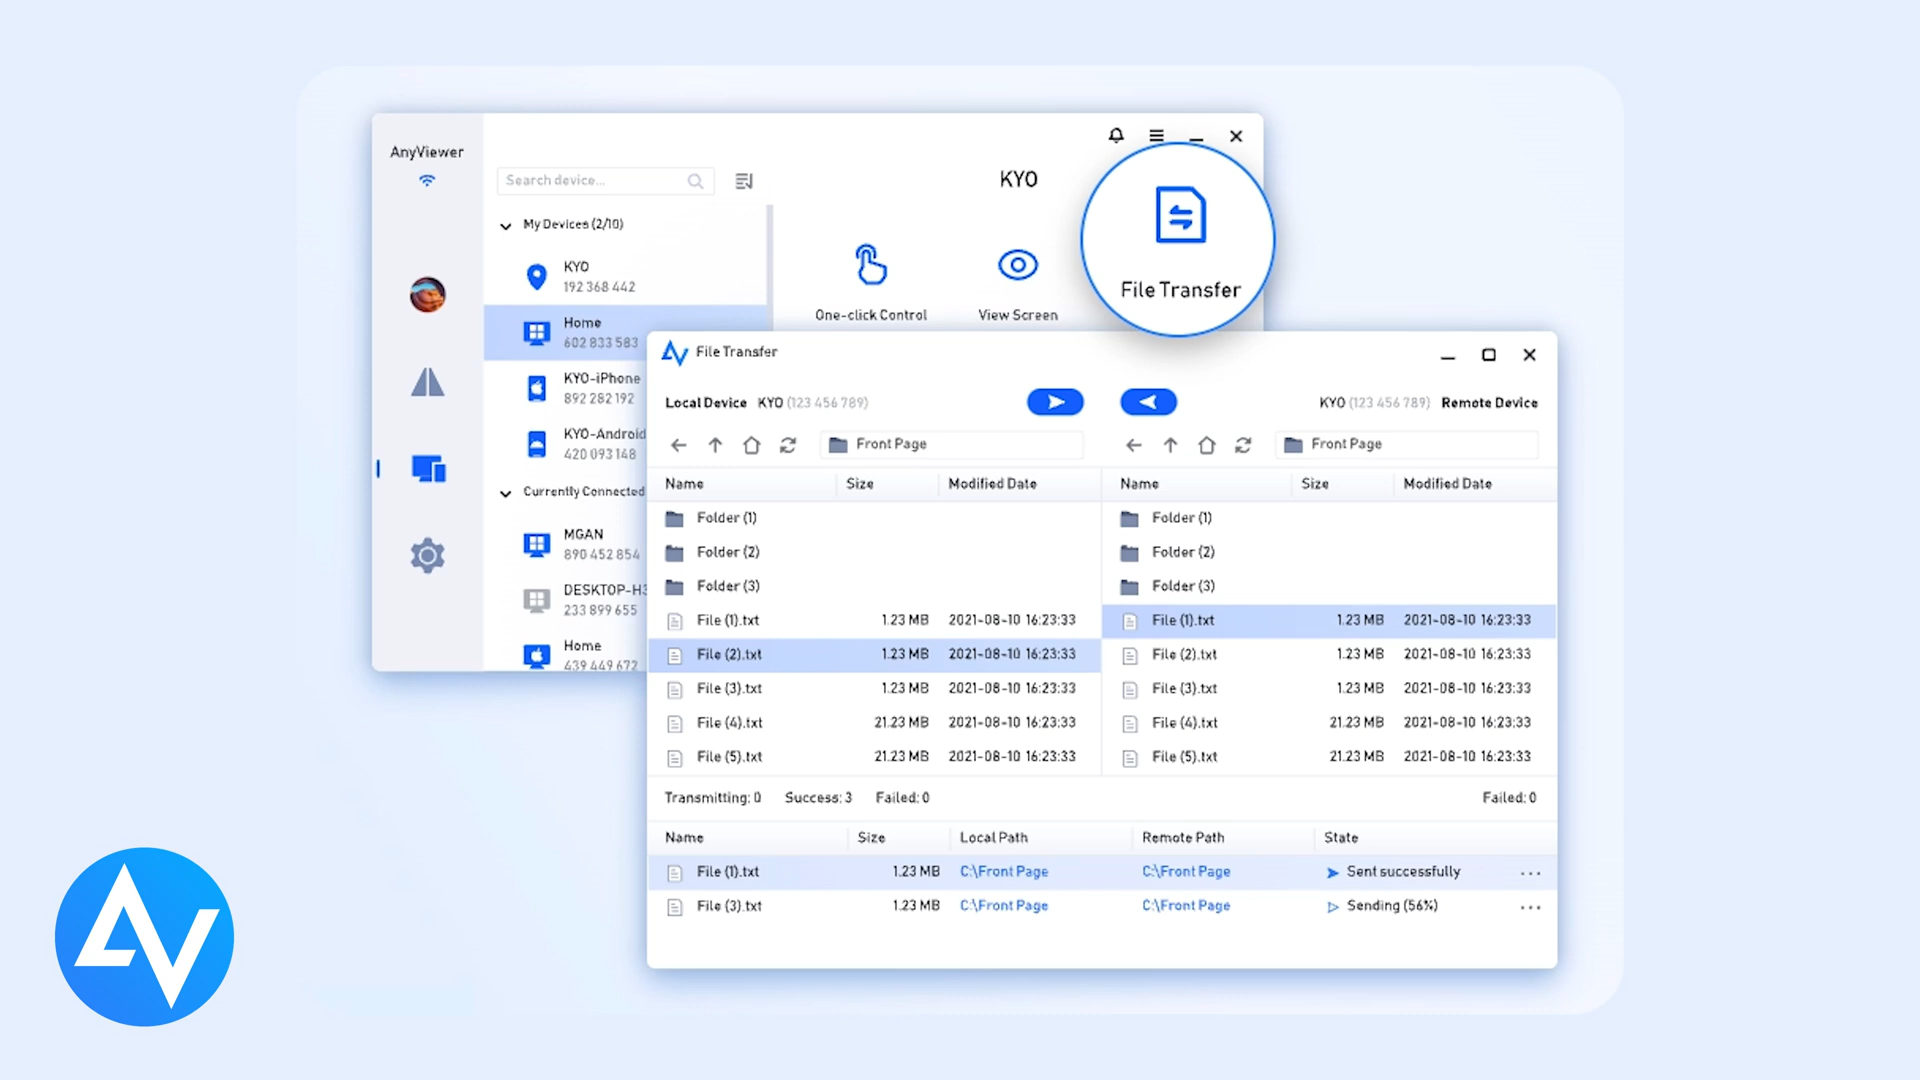 AnyViewer
Search device...
KYO
My Devices (2/10)
KYO
192 368 442
Home
602 833 583
KYO-iPhone
892 282 192
KYO-Android
420 093 148
Currently Connected
MGAN
890 452 854
DESKTOP-H3
233 899 655
Home
439 449 672
One-click Control
View Screen
File Transfer
File Transfer
Local Device KYO (123 456 789)
KYO (123 456 789) Remote Device
Front Page
Front Page
Name Size Modified Date
Name Size Modified Date
Folder (1)
Folder (2)
Folder (3)
File (1).txt 1.23 MB 2021-08-10 16:23:33
File (2).txt 1.23 MB 2021-08-10 16:23:33
File (3).txt 1.23 MB 2021-08-10 16:23:33
File (4).txt 21.23 MB 2021-08-10 16:23:33
File (5).txt 21.23 MB 2021-08-10 16:23:33
Folder (1)
Folder (2)
Folder (3)
File (1).txt 1.23 MB 2021-08-10 16:23:33
File (2).txt 1.23 MB 2021-08-10 16:23:33
File (3).txt 1.23 MB 2021-08-10 16:23:33
File (4).txt 21.23 MB 2021-08-10 16:23:33
File (5).txt 21.23 MB 2021-08-10 16:23:33
Transmitting: 0 Success: 3 Failed: 0
Failed: 0
Name Size Local Path Remote Path State
File (1).txt 1.23 MB C:\Front Page C:\Front Page Sent successfully ...
File (3).txt 1.23 MB C:\Front Page C:\Front Page Sending (56%) ...